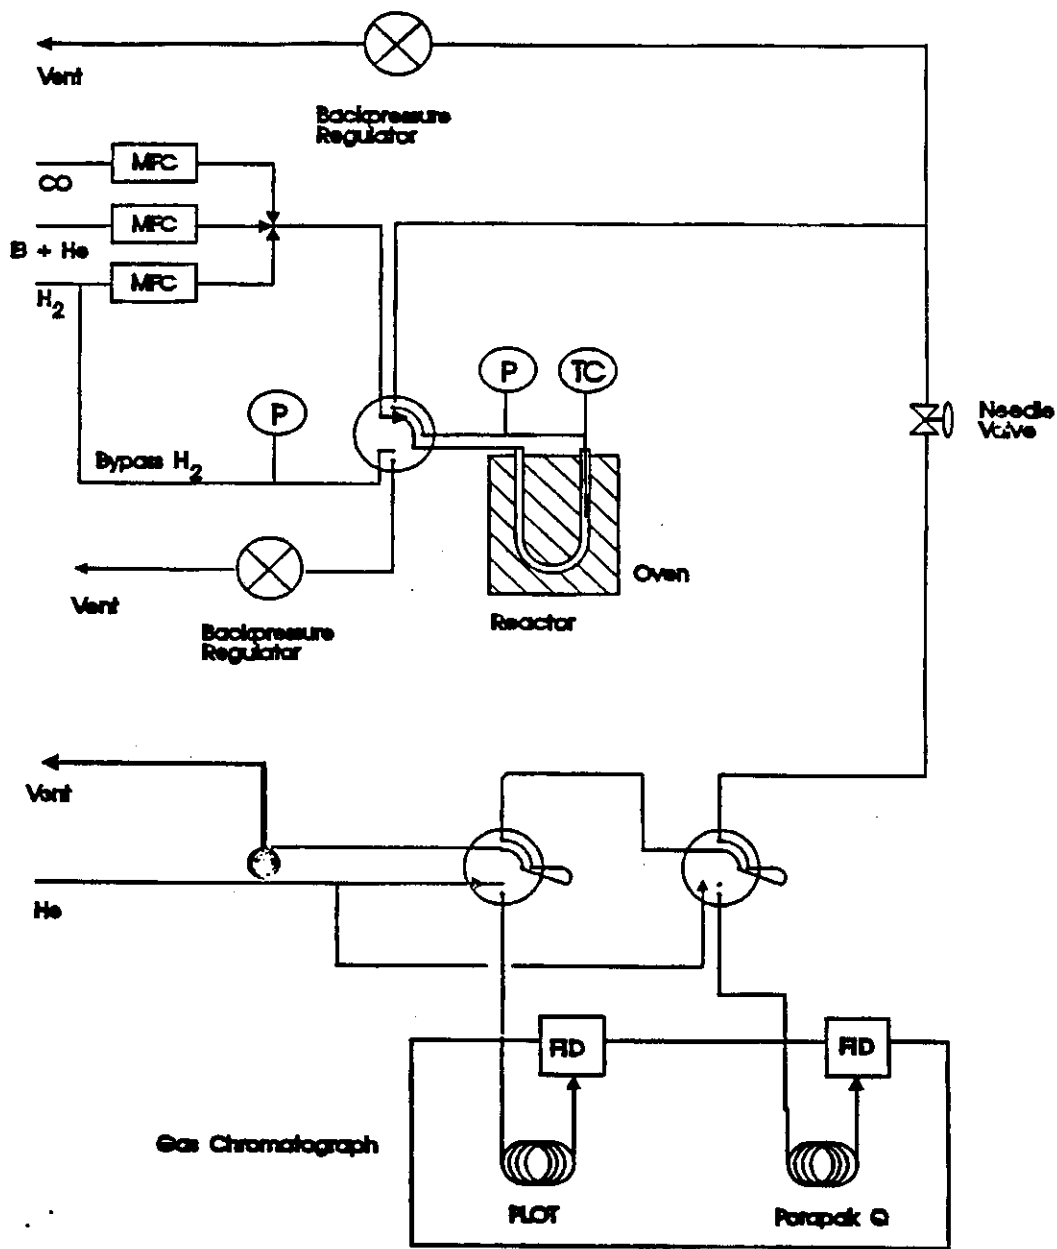 Vent
Backpressure
Regulator
MFC
CO
MFC
B + He
MFC
H2
P
TC
P
Needle
Valve
Bypass H2
Oven
Vent
Reactor
Backpressure
Regulator
Vent
He
FID
FID
Gas Chromatograph
PLOT
Porapak Q